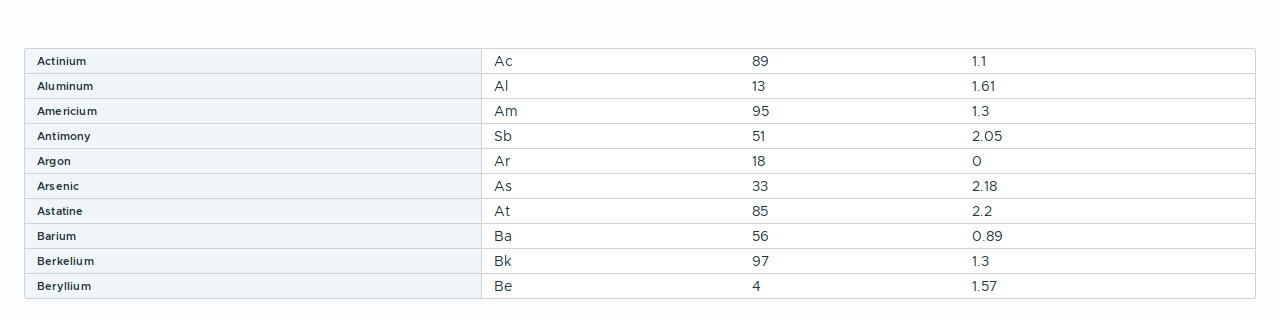 Actinium Ac 89 1.1
Aluminum Al 13 1.61
Americium Am 95 1.3
Antimony Sb 51 2.05
Argon Ar 18 0
Arsenic As 33 2.18
Astatine At 85 2.2
Barium Ba 56 0.89
Berkelium Bk 97 1.3
Beryllium Be 4 1.57